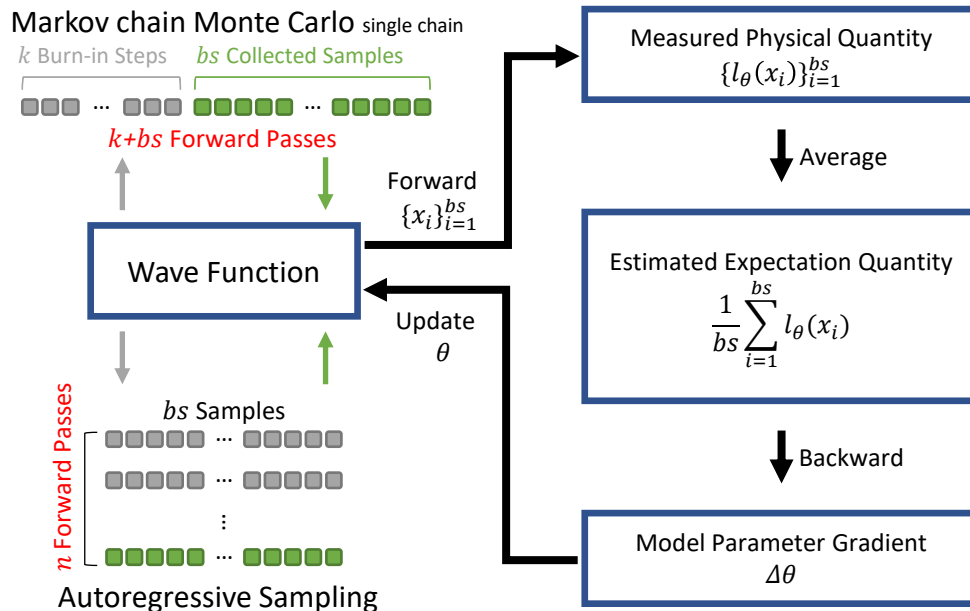 Markov chain Monte Carlo single chain
k Burn-in Steps
bs Collected Samples
... ...
k+bs Forward Passes
Wave Function
Forward
{x_i}_{i=1}^{bs}
Update
θ
n Forward Passes
bs Samples
...
...
⋮
...
Autoregressive Sampling
Measured Physical Quantity
{l_θ(x_i)}_{i=1}^{bs}
Average
Estimated Expectation Quantity
\frac{1}{bs} \sum_{i=1}^{bs} l_θ(x_i)
Backward
Model Parameter Gradient
Δθ